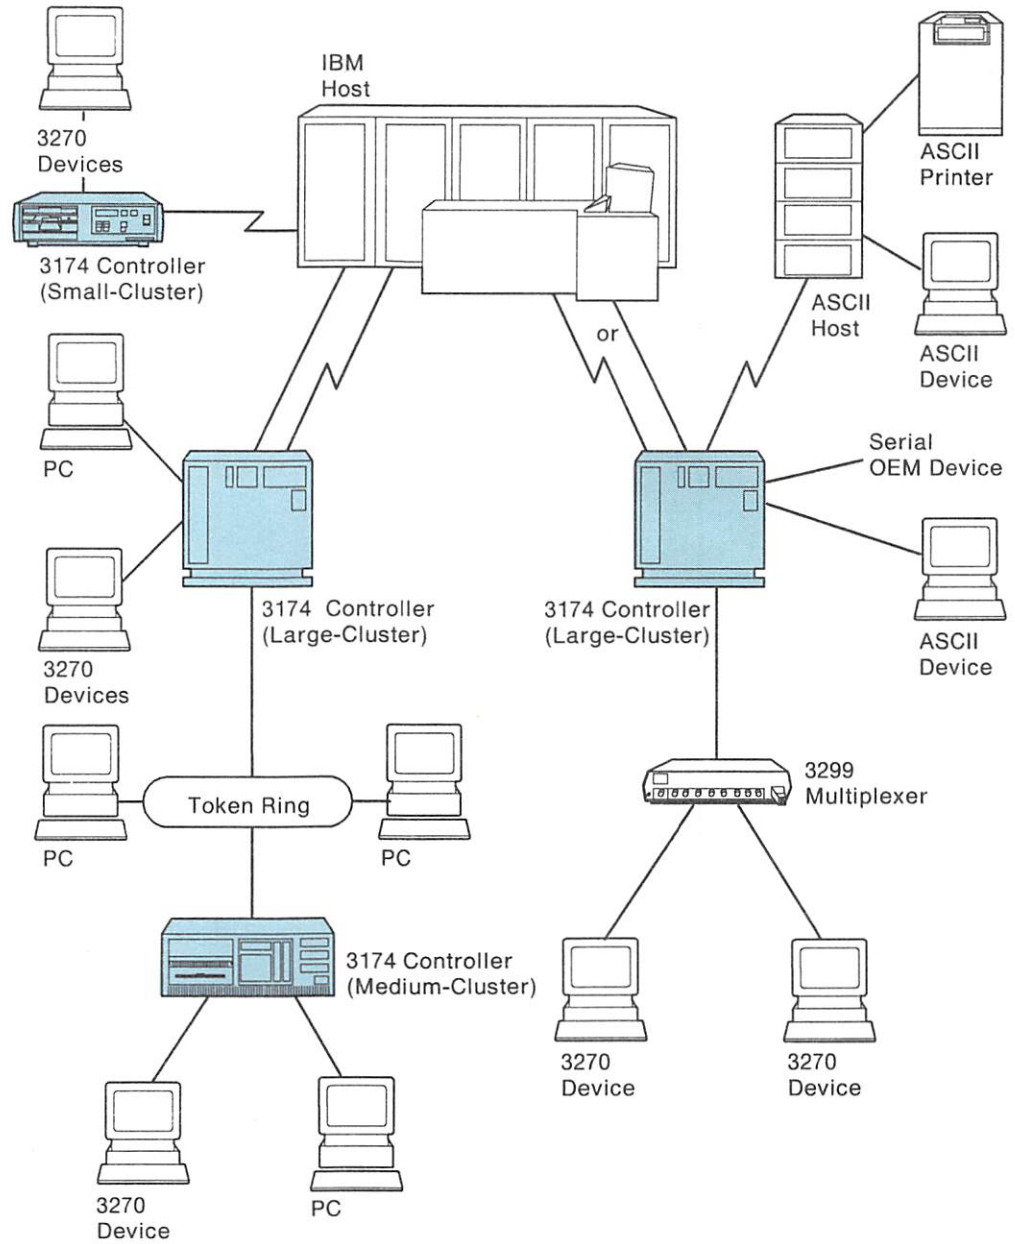 IBM
Host
3270
Devices
3174 Controller
(Small-Cluster)
ASCII
Printer
ASCII
Host
ASCII
Device
or
PC
Serial
OEM Device
3270
Devices
3174 Controller
(Large-Cluster)
3174 Controller
(Large-Cluster)
ASCII
Device
PC
Token Ring
PC
3299
Multiplexer
3174 Controller
(Medium-Cluster)
3270
Device
3270
Device
3270
Device
PC